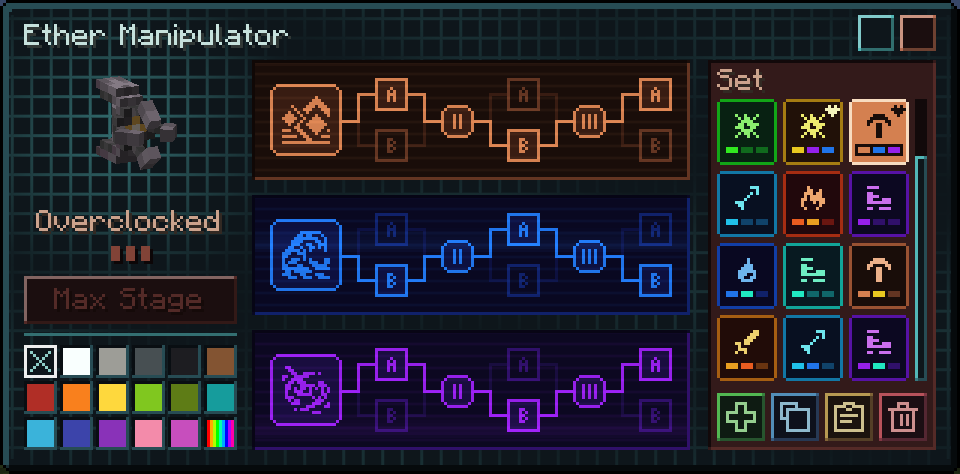 Ether Manipulator
Set
A A A
II III
B B B
Overclocked
A A A
II III
B B B
Max Stage
A A A
II III
B B B